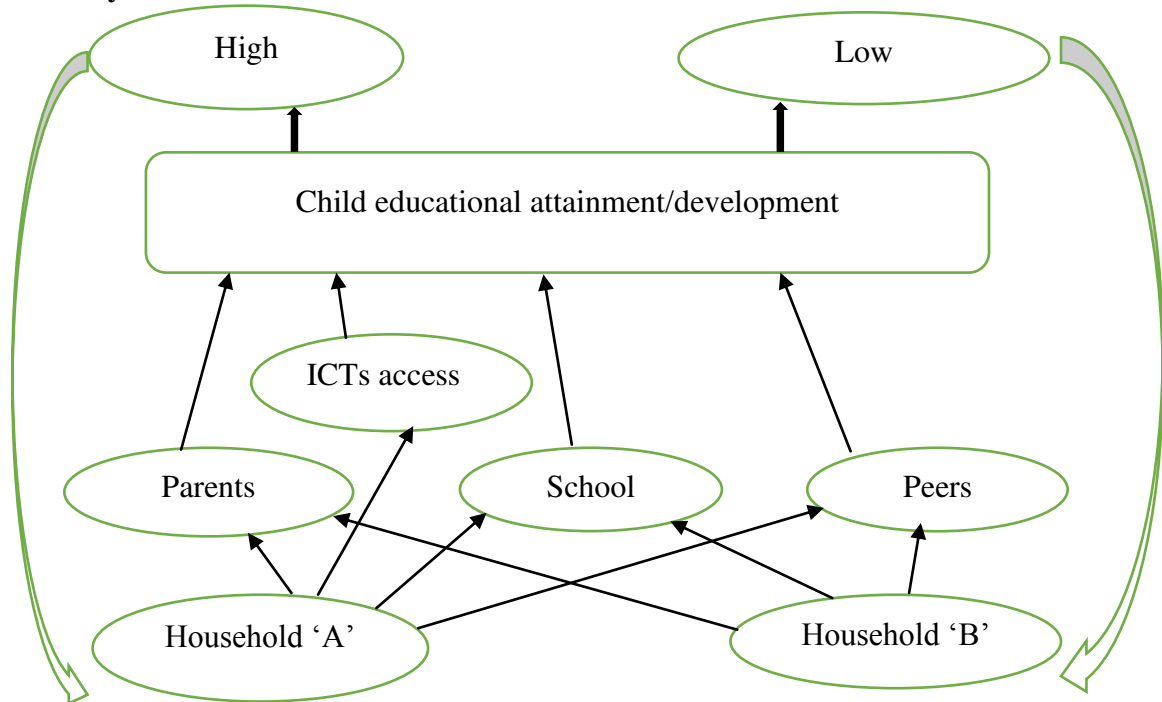 High
Low
Child educational attainment/development
ICTs access
Parents
School
Peers
Household ‘A’
Household ‘B’